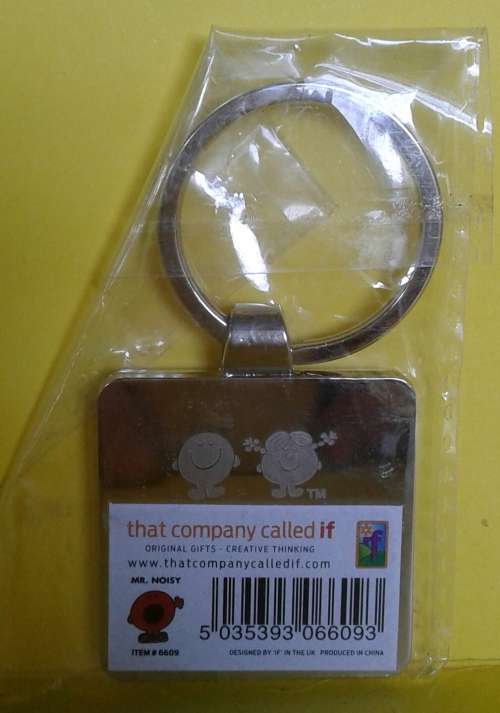 TM
that company called if
ORIGINAL GIFTS - CREATIVE THINKING
www.thatcompanycalledif.com
MR. NOISY
5 035393 066093
ITEM # 6609
DESIGNED BY 'IF' IN THE UK PRODUCED IN CHINA